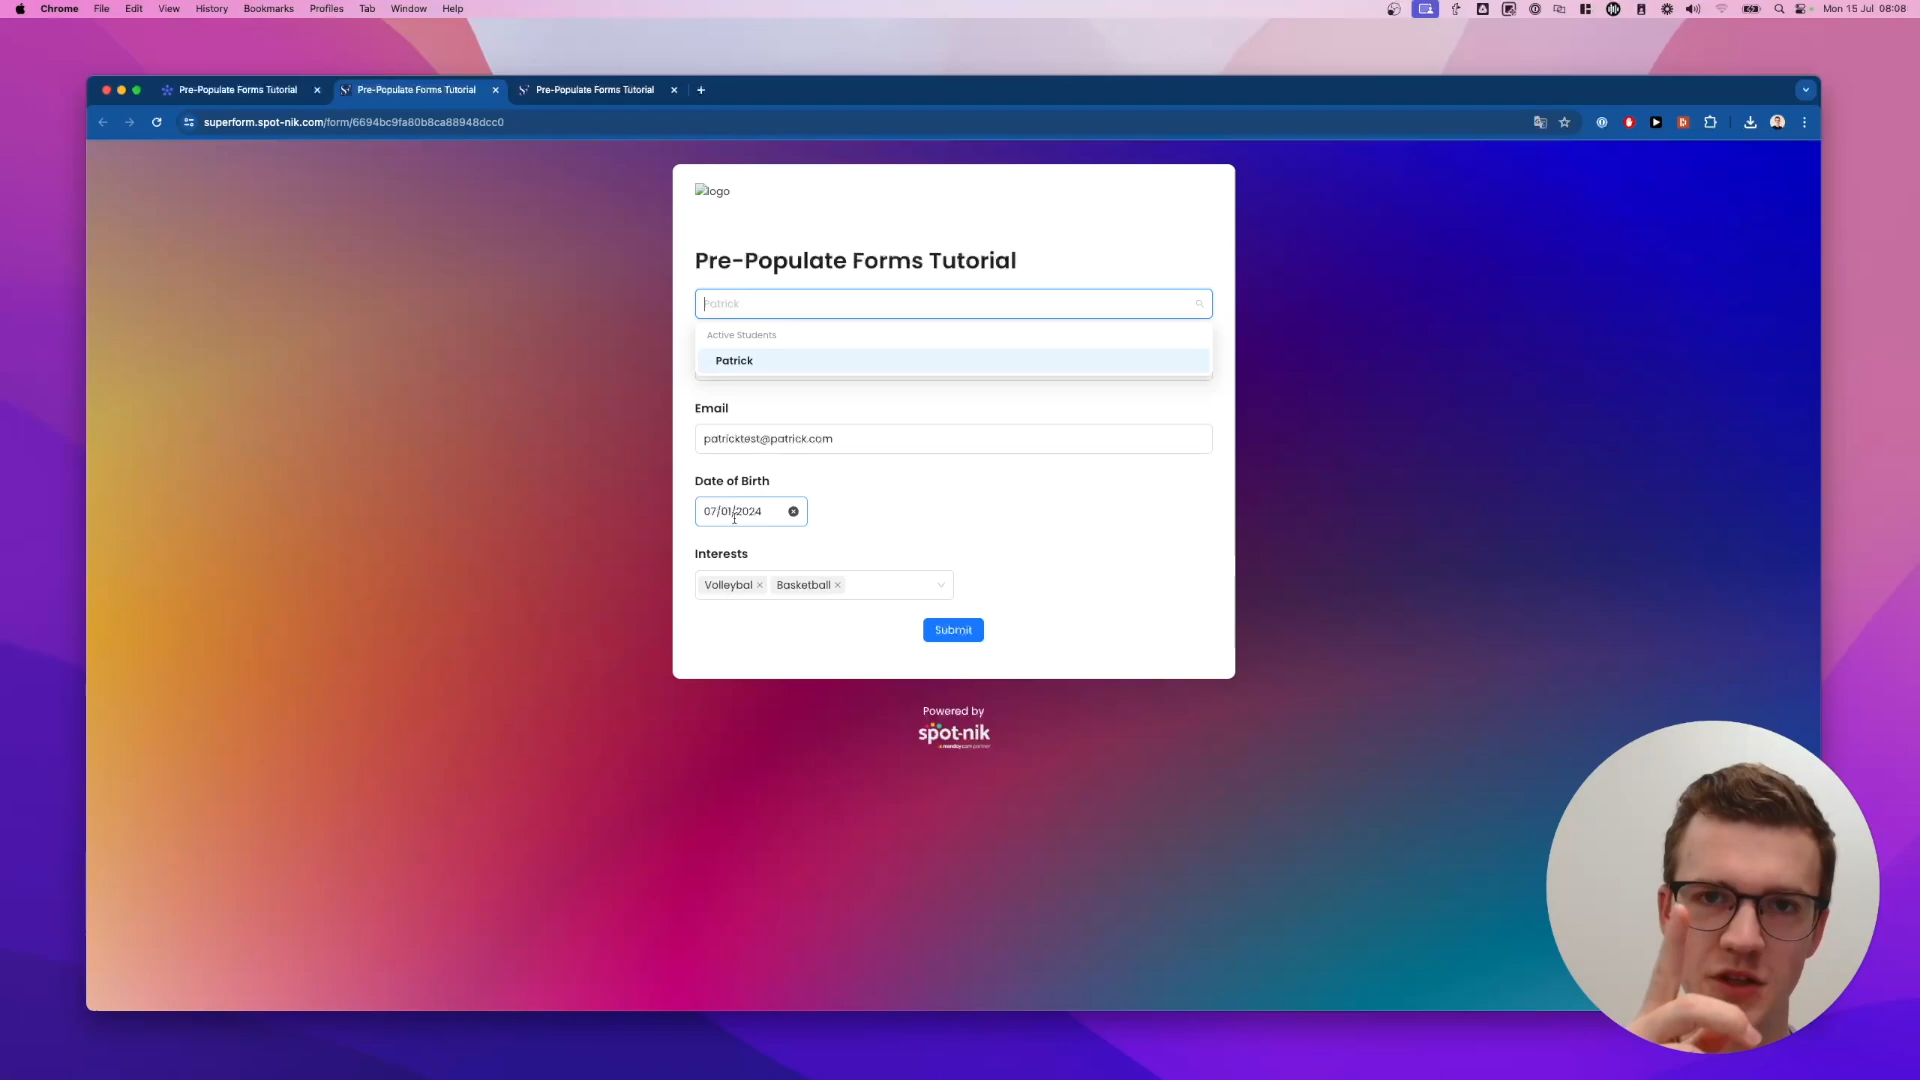 Chrome File Edit View History Bookmarks Profiles Tab Window Help
Mon 15 Jul 08:08
Pre-Populate Forms Tutorial
Pre-Populate Forms Tutorial
Pre-Populate Forms Tutorial
superform.spot-nik.com/form/6694bc9fa80b8ca88948dcc0
logo
Pre-Populate Forms Tutorial
Patrick
Active Students
Patrick
Email
patricktest@patrick.com
Date of Birth
07/01/2024
Interests
Volleybal
Basketball
Submit
Powered by
spot-nik
a monday.com partner